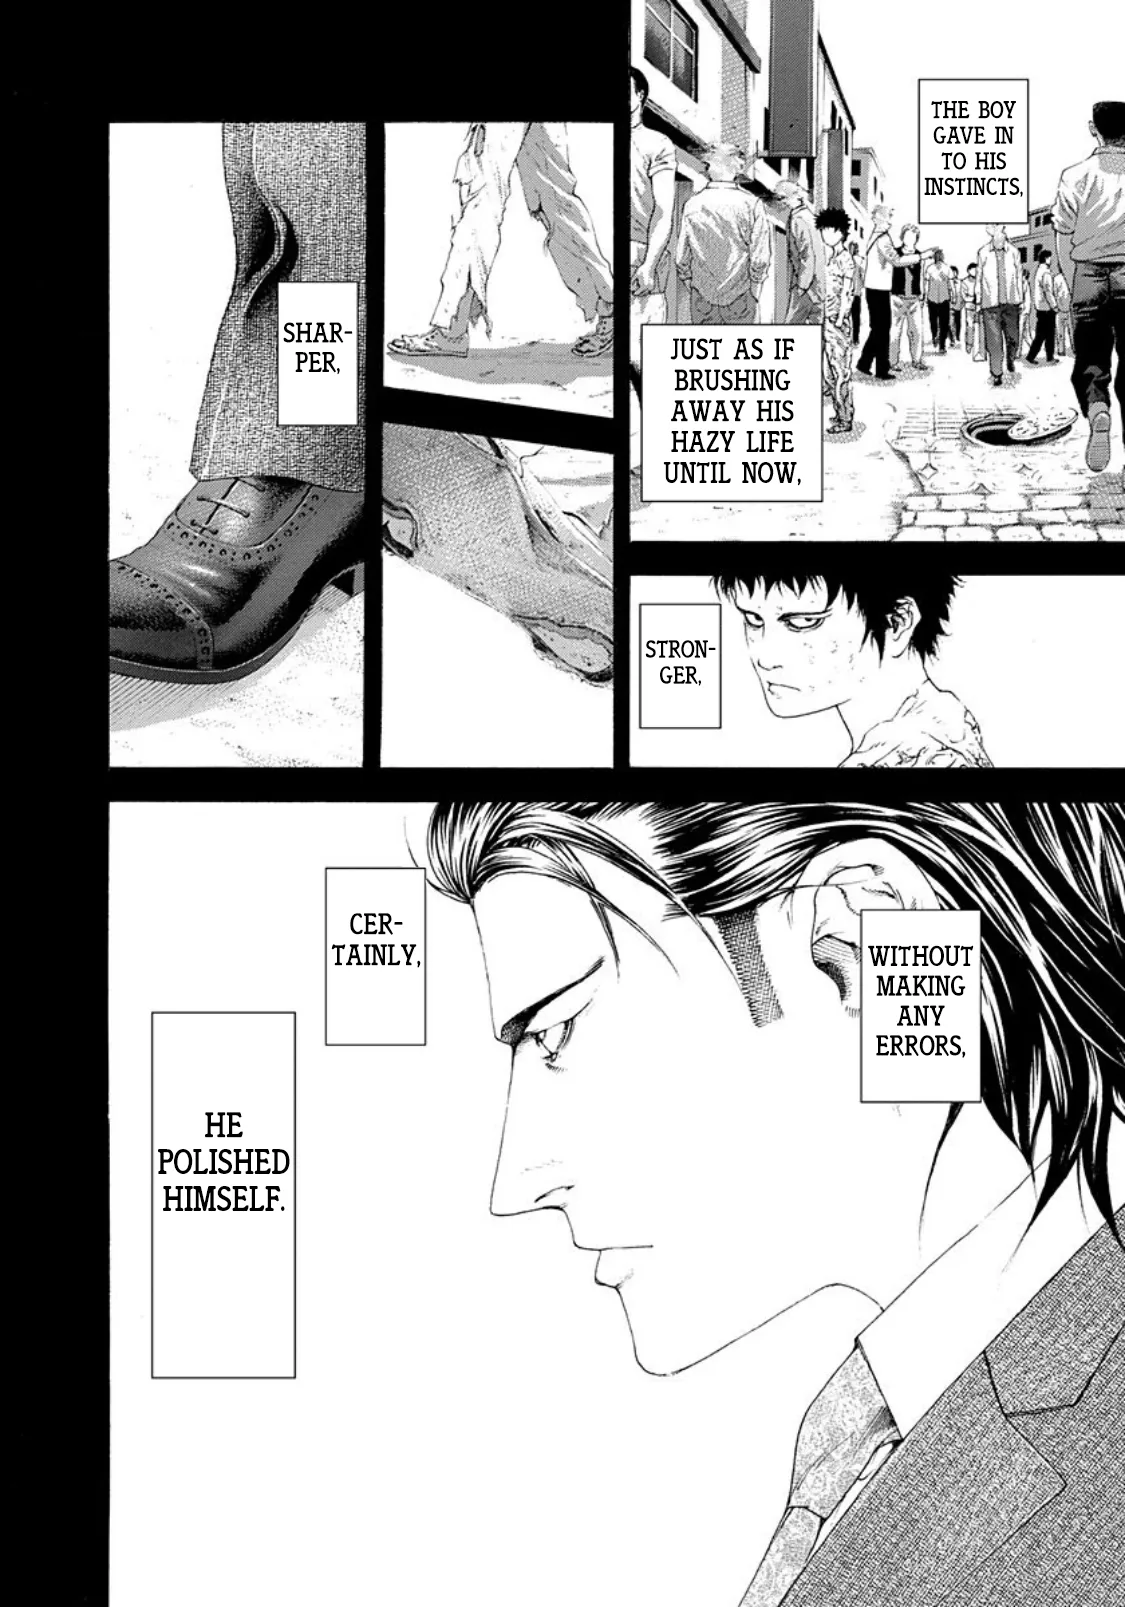 THE BOY
GAVE IN
TO HIS
INSTINCTS,
JUST AS IF
BRUSHING
AWAY HIS
HAZY LIFE
UNTIL NOW,
STRON-
GER,
SHAR-
PER,
WITHOUT
MAKING
ANY
ERRORS,
CER-
TAINLY,
HE
POLISHED
HIMSELF.